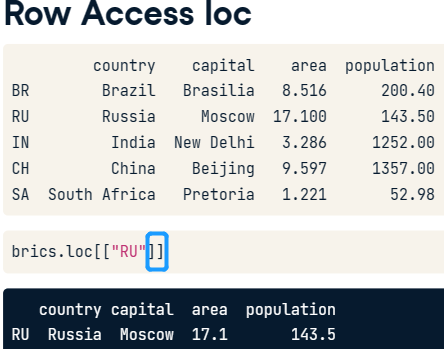 Row Access loc
country capital area population
BR Brazil Brasilia 8.516 200.40
RU Russia Moscow 17.100 143.50
IN India New Delhi 3.286 1252.00
CH China Beijing 9.597 1357.00
SA South Africa Pretoria 1.221 52.98
brics.loc[["RU"]]
country capital area population
RU Russia Moscow 17.1 143.5